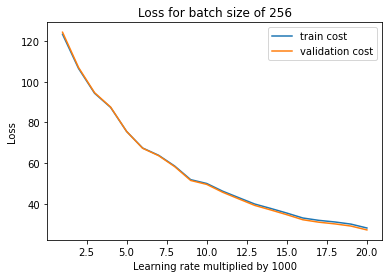 Loss for batch size of 256
train cost
validation cost
Loss
120
100
80
60
40
2.5 5.0 7.5 10.0 12.5 15.0 17.5 20.0
Learning rate multiplied by 1000